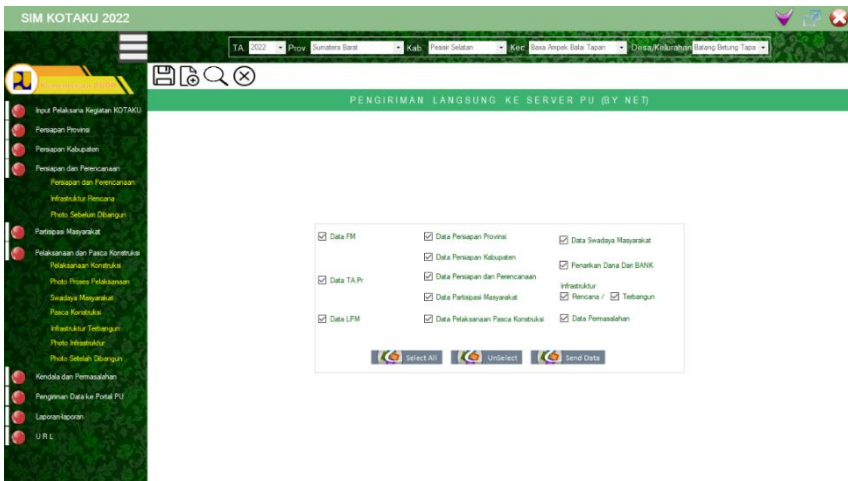 SIM KOTAKU 2022
TA. 2022 Prov. Sumatera Barat Kab. Pesisir Selatan Kec. Basa Ampek Balai Tapan Desa/Kelurahan Batang Betung Tapa
PENGIRIMAN LANGSUNG KE SERVER PU (BY NET)
Input Pelaksana Kegiatan KOTAKU
Persiapan Provinsi
Persiapan Kabupaten
Persiapan dan Perencanaan
Persiapan dan Perencanaan
Infrastruktur Rencana
Photo Sebelum Dibangun
Partisipasi Masyarakat
Pelaksanaan dan Pasca Konstruksi
Pelaksanaan Konstruksi
Photo Proses Pelaksanaan
Swadaya Masyarakat
Pasca Konstruksi
Infrastruktur Terbangun
Photo Infrastruktur
Photo Setelah Dibangun
Kendala dan Permasalahan
Pengiriman Data ke Portal PU
Laporan-laporan
U R L
Data FM
Data TA.Pr
Data LPM
Data Persiapan Provinsi
Data Persiapan Kabupaten
Data Persiapan dan Perencanaan
Data Partisipasi Masyarakat
Data Pelaksanaan Pasca Konstruksi
Data Swadaya Masyarakat
Penarikan Dana Dari BANK
Infrastruktur
Rencana / Terbangun
Data Permasalahan
Select All UnSelect Send Data